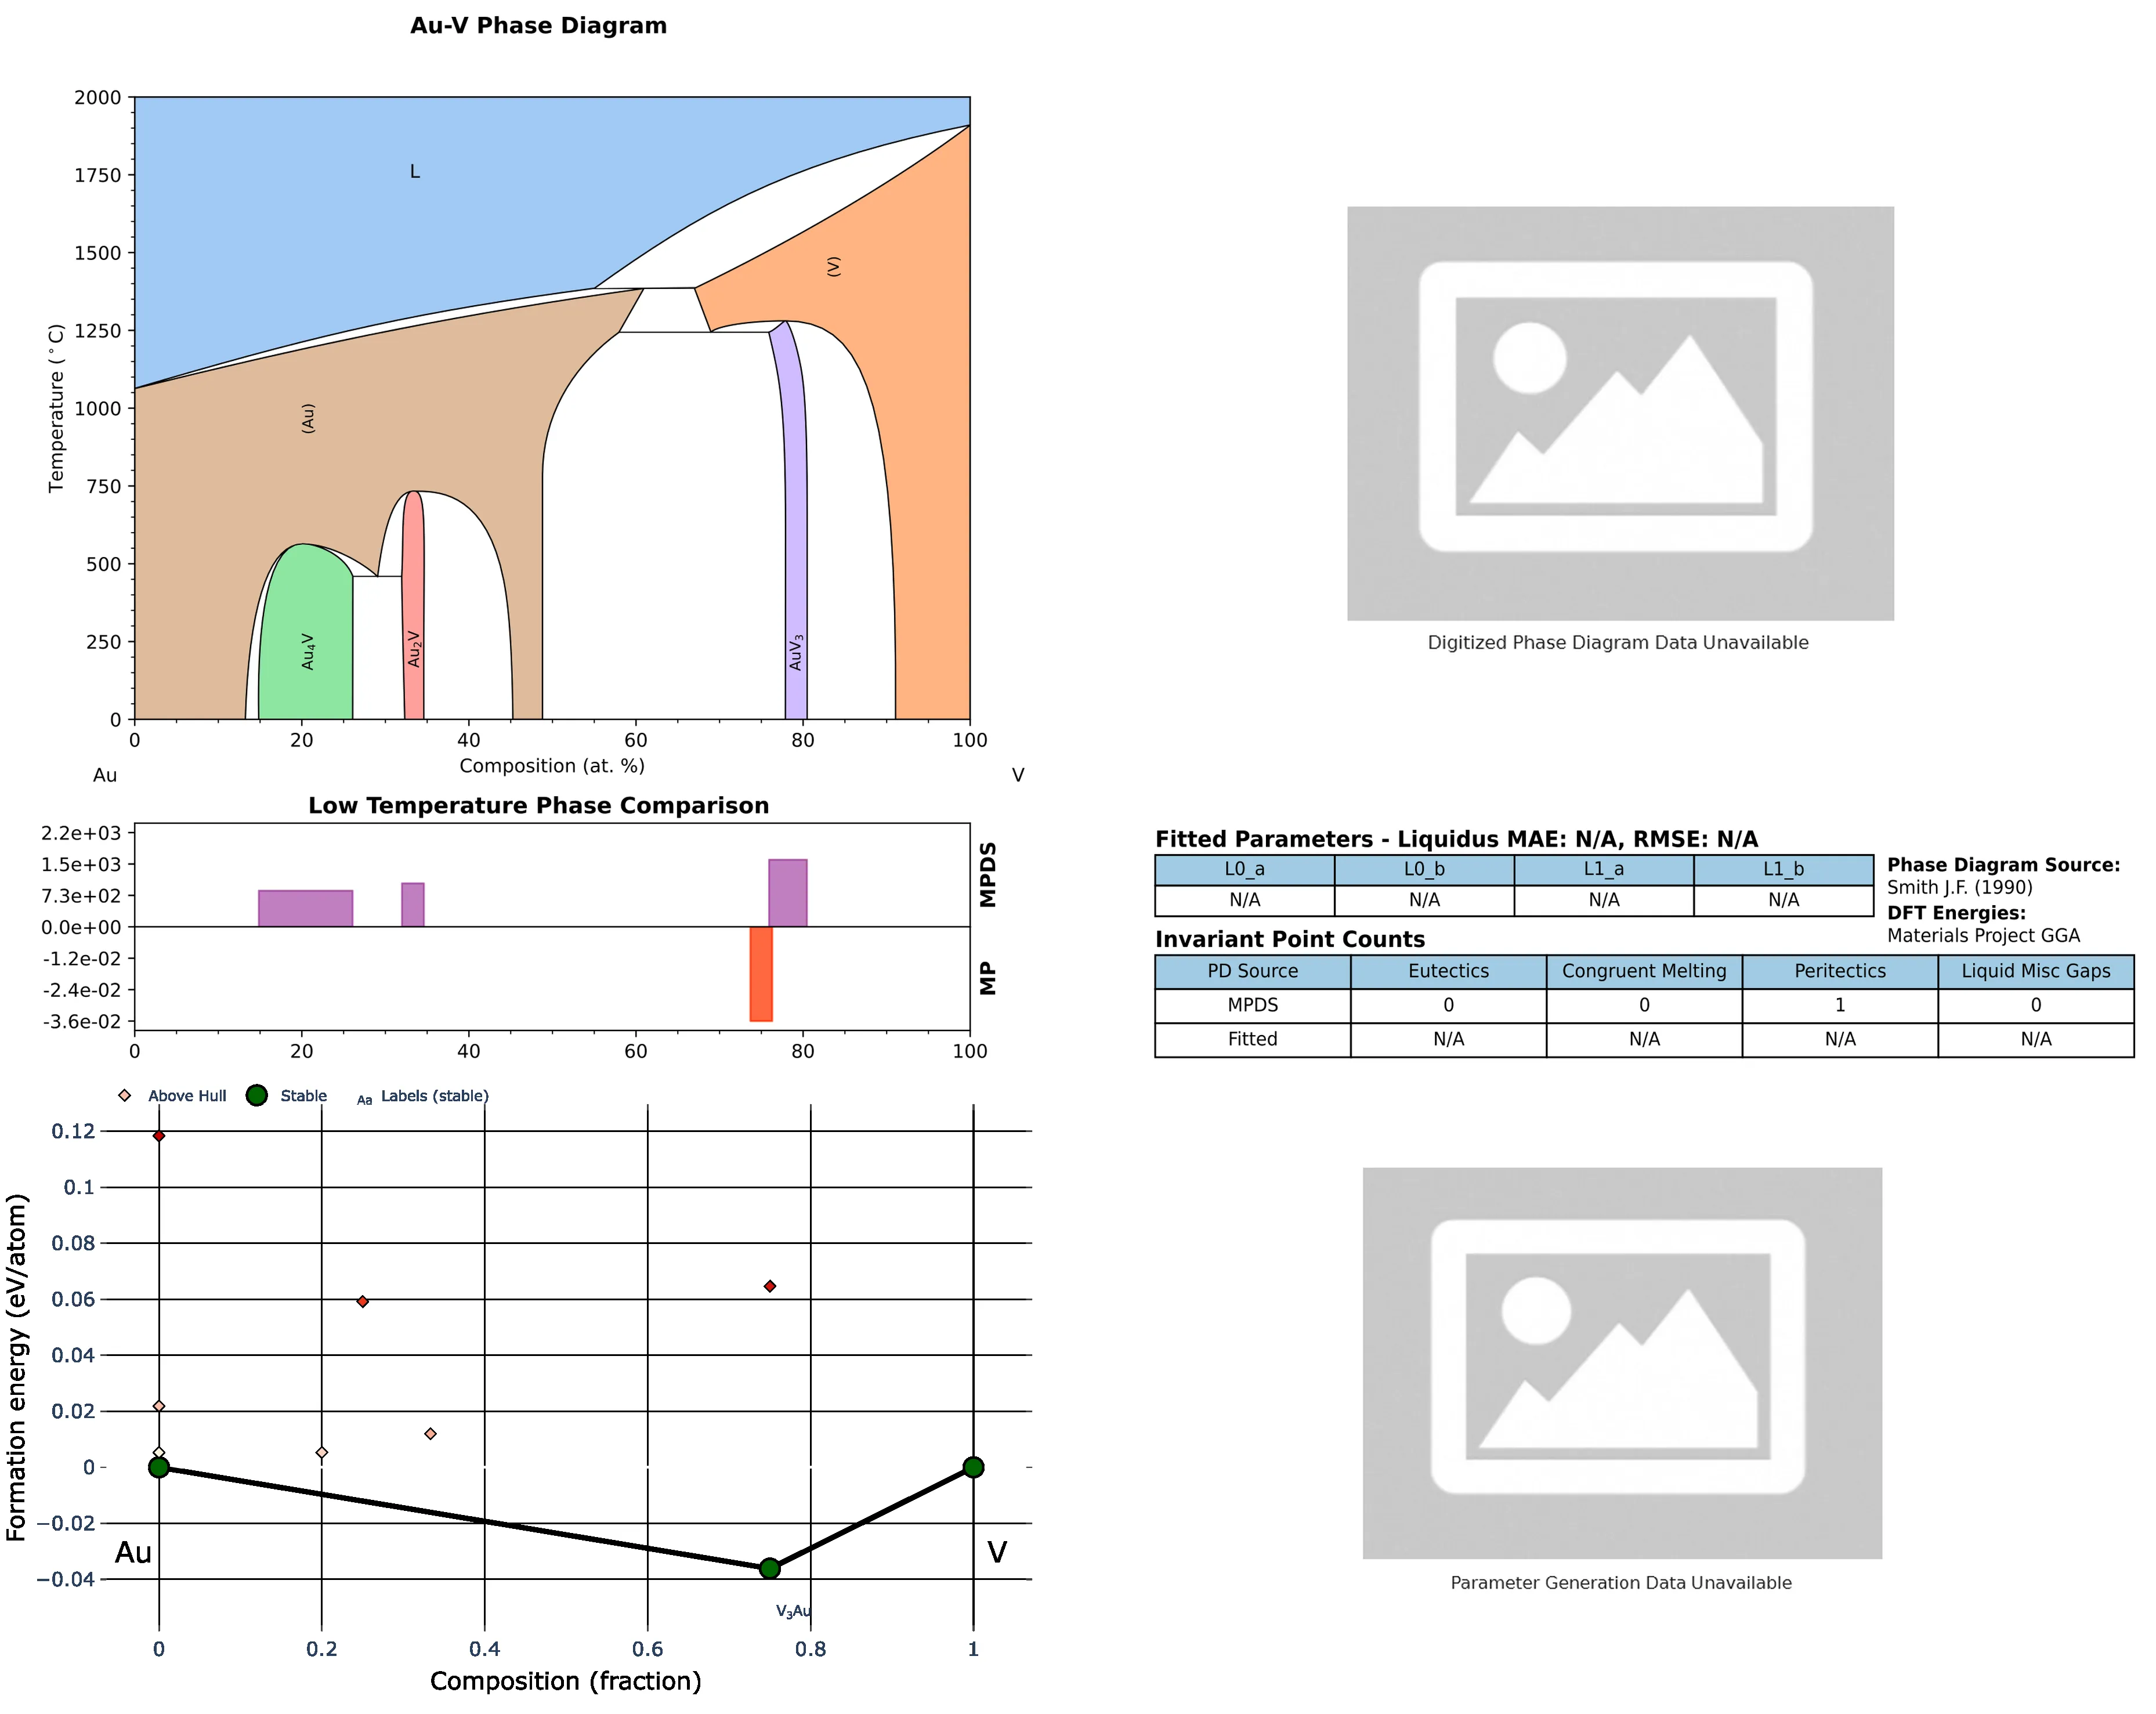 Au-V Phase Diagram
2000
1750
1500
1250
1000
750
500
250
0
Temperature (°C)
L
(V)
(Au)
Au₄V
Au₂V
AuV₃
0 20 40 60 80 100
Composition (at. %)
Au V
Digitized Phase Diagram Data Unavailable
Low Temperature Phase Comparison
2.2e+03
1.5e+03
7.3e+02
0.0e+00
-1.2e-02
-2.4e-02
-3.6e-02
MPDS
MP
0 20 40 60 80 100
Fitted Parameters - Liquidus MAE: N/A, RMSE: N/A
L0_a L0_b L1_a L1_b
N/A N/A N/A N/A
Phase Diagram Source:
Smith J.F. (1990)
DFT Energies:
Materials Project GGA
Invariant Point Counts
PD Source Eutectics Congruent Melting Peritectics Liquid Misc Gaps
MPDS 0 0 1 0
Fitted N/A N/A N/A N/A
Above Hull Stable Aa Labels (stable)
0.12
0.1
0.08
0.06
0.04
0.02
0
−0.02
−0.04
Formation energy (eV/atom)
Au V
V₃Au
0 0.2 0.4 0.6 0.8 1
Composition (fraction)
Parameter Generation Data Unavailable